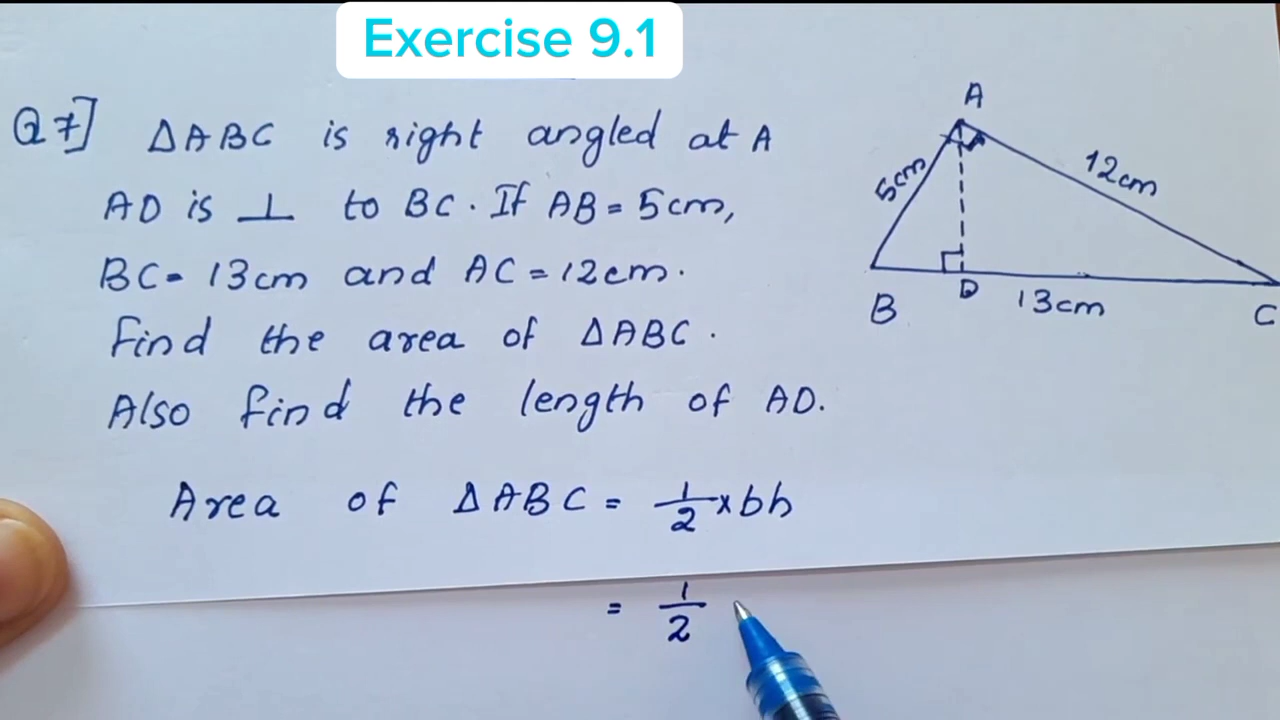 Exercise 9.1
Q7] ΔABC is right angled at A
AD is ⊥ to BC. If AB = 5cm,
BC = 13cm and AC = 12cm.
Find the area of ΔABC.
Also find the length of AD.
A
5cm
12cm
B
D
13cm
C
Area of ΔABC = 1/2 × bh
= 1/2